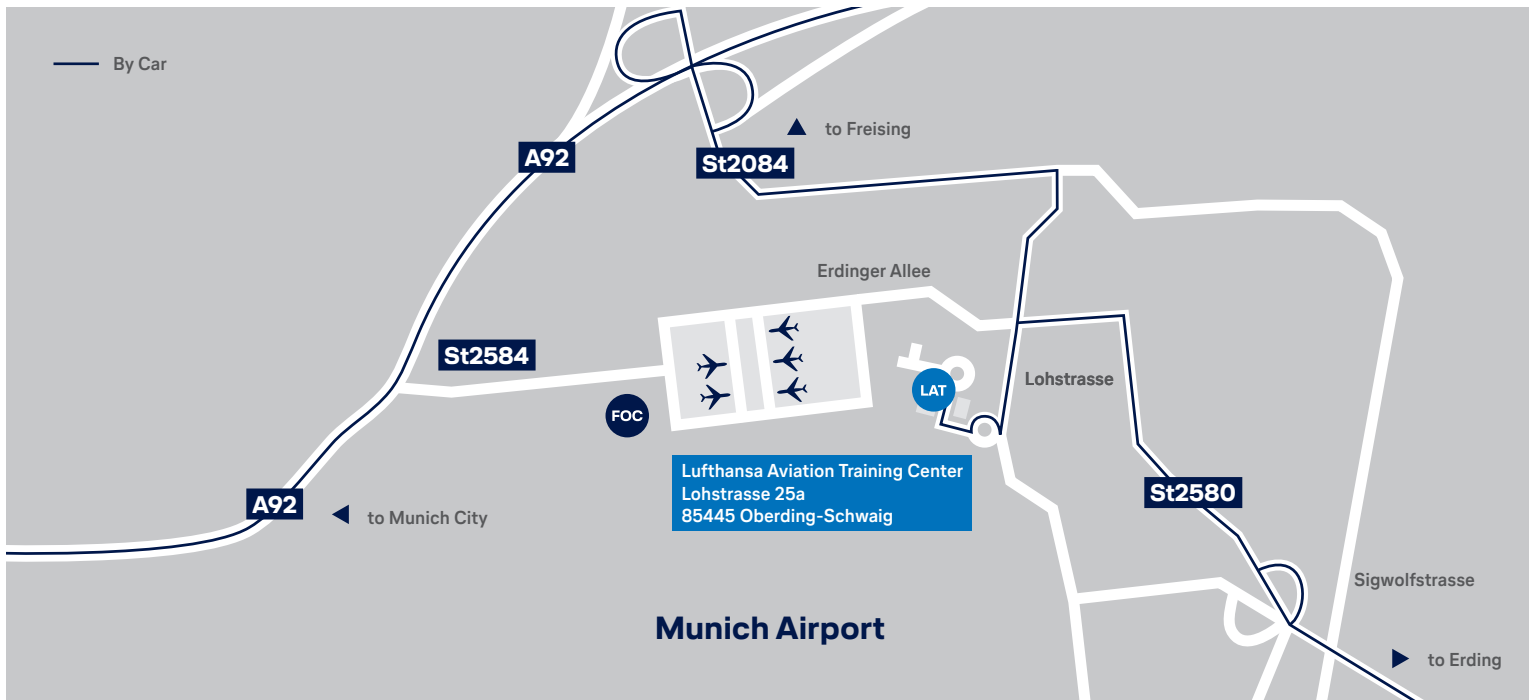 By Car
to Freising
A92
St2084
Erdinger Allee
St2584
Lohstrasse
LAT
FOC
Lufthansa Aviation Training Center
Lohstrasse 25a
85445 Oberding-Schwaig
St2580
A92
to Munich City
Sigwolfstrasse
Munich Airport
to Erding